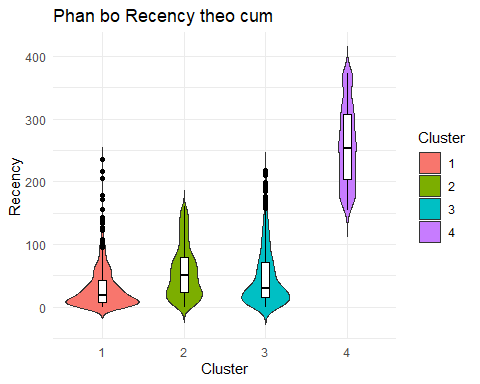 Phan bo Recency theo cum
400
300
200
100
0
Recency
1 2 3 4
Cluster
Cluster
1
2
3
4